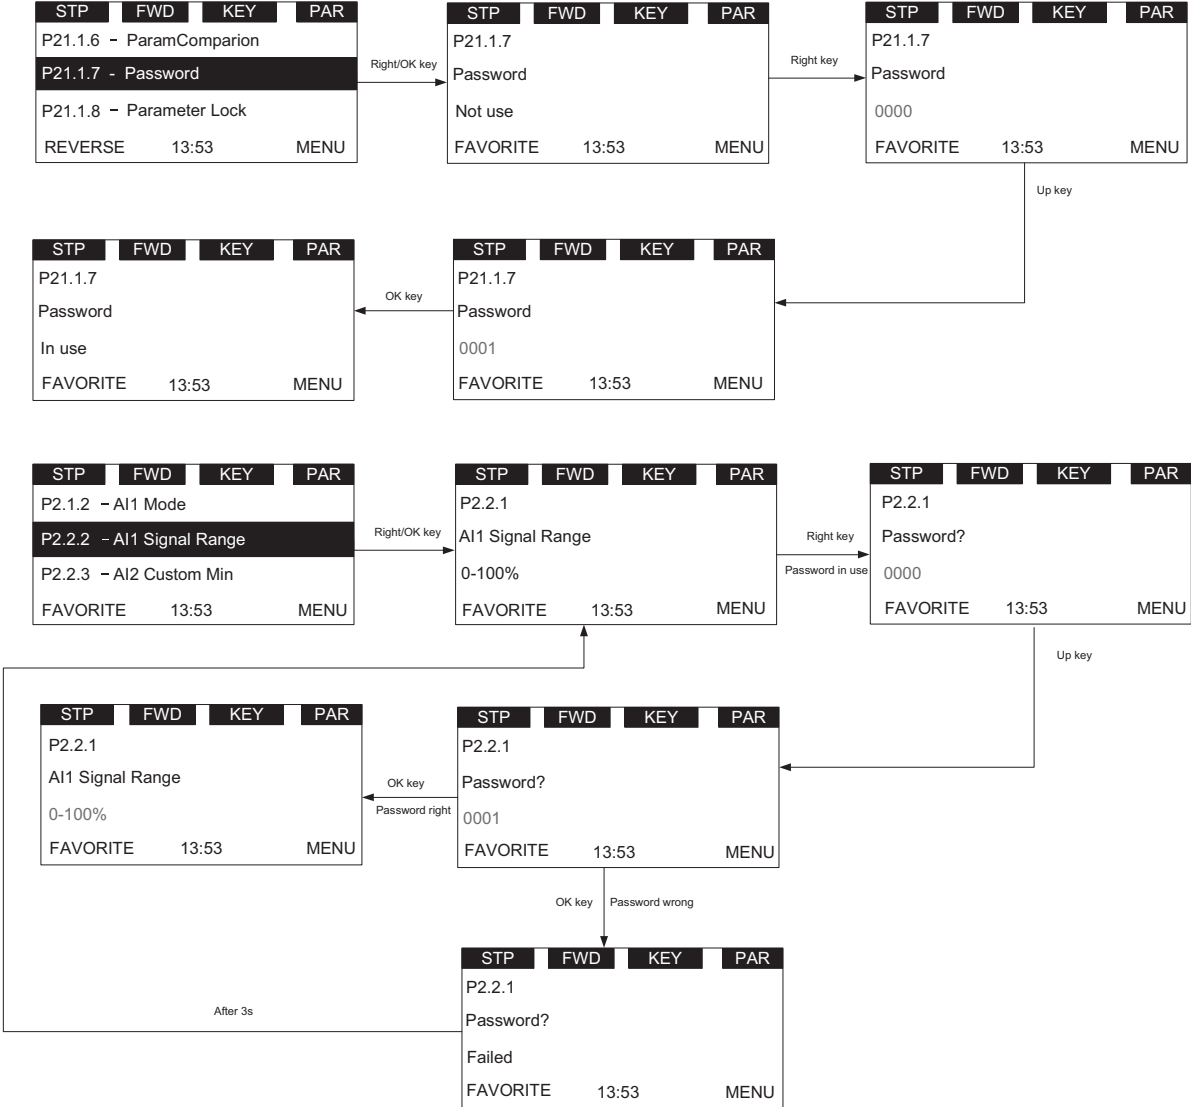 STP FWD KEY PAR
P21.1.6 – ParamComparion
P21.1.7 - Password
P21.1.8 – Parameter Lock
REVERSE 13:53 MENU
Right/OK key
STP FWD KEY PAR
P21.1.7
Password
Not use
FAVORITE 13:53 MENU
Right key
STP FWD KEY PAR
P21.1.7
Password
0000
FAVORITE 13:53 MENU
Up key
STP FWD KEY PAR
P21.1.7
Password
In use
FAVORITE 13:53 MENU
OK key
STP FWD KEY PAR
P21.1.7
Password
0001
FAVORITE 13:53 MENU
STP FWD KEY PAR
P2.1.2 – AI1 Mode
P2.2.2 – AI1 Signal Range
P2.2.3 – AI2 Custom Min
FAVORITE 13:53 MENU
Right/OK key
STP FWD KEY PAR
P2.2.1
AI1 Signal Range
0-100%
FAVORITE 13:53 MENU
Right key
Password in use
STP FWD KEY PAR
P2.2.1
Password?
0000
FAVORITE 13:53 MENU
Up key
STP FWD KEY PAR
P2.2.1
AI1 Signal Range
0-100%
FAVORITE 13:53 MENU
OK key
Password right
STP FWD KEY PAR
P2.2.1
Password?
0001
FAVORITE 13:53 MENU
OK key Password wrong
STP FWD KEY PAR
P2.2.1
Password?
Failed
FAVORITE 13:53 MENU
After 3s